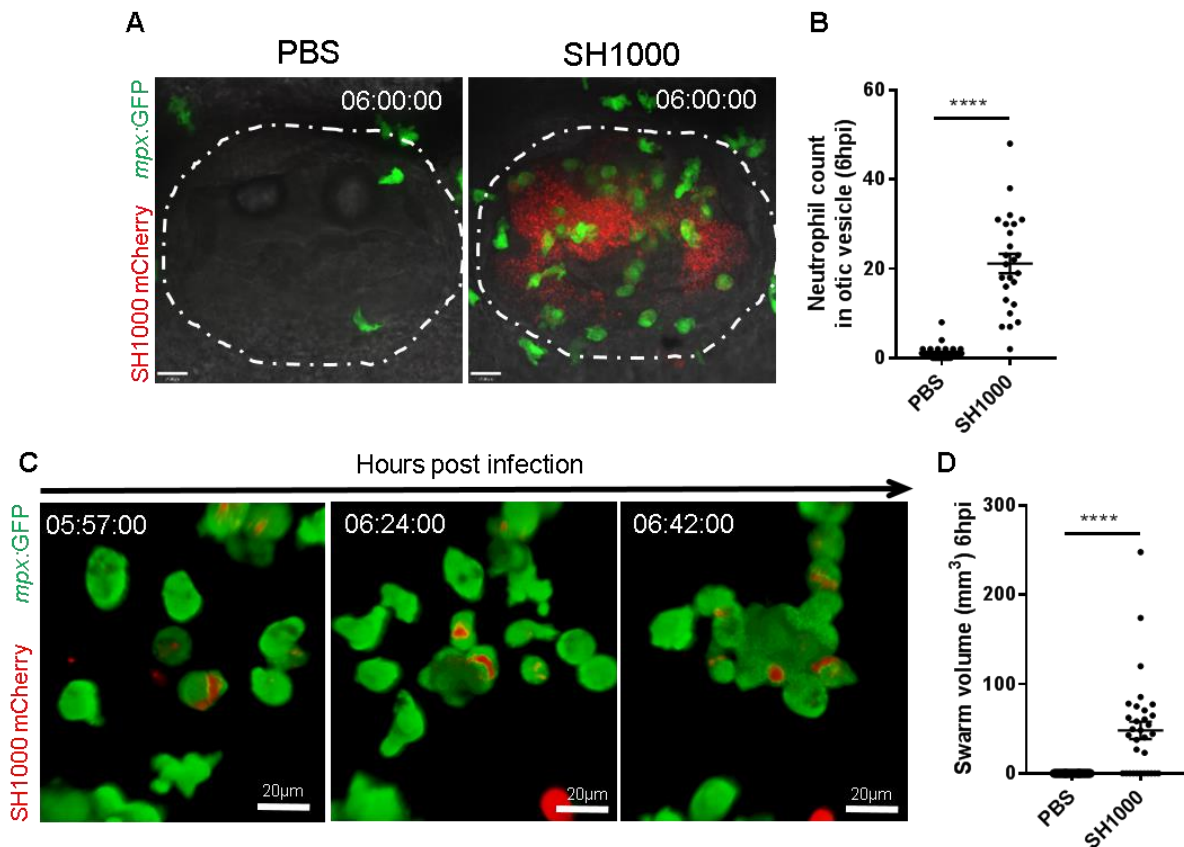 A
PBS
SH1000
SH1000 mCherry mpx:GFP
06:00:00
06:00:00
B
Neutrophil count
in otic vesicle (6hpi)
60
40
20
0
****
PBS
SH1000
C
Hours post infection
SH1000 mCherry mpx:GFP
05:57:00
06:24:00
06:42:00
20µm
20µm
20µm
D
Swarm volume (mm³) 6hpi
300
200
100
0
****
PBS
SH1000